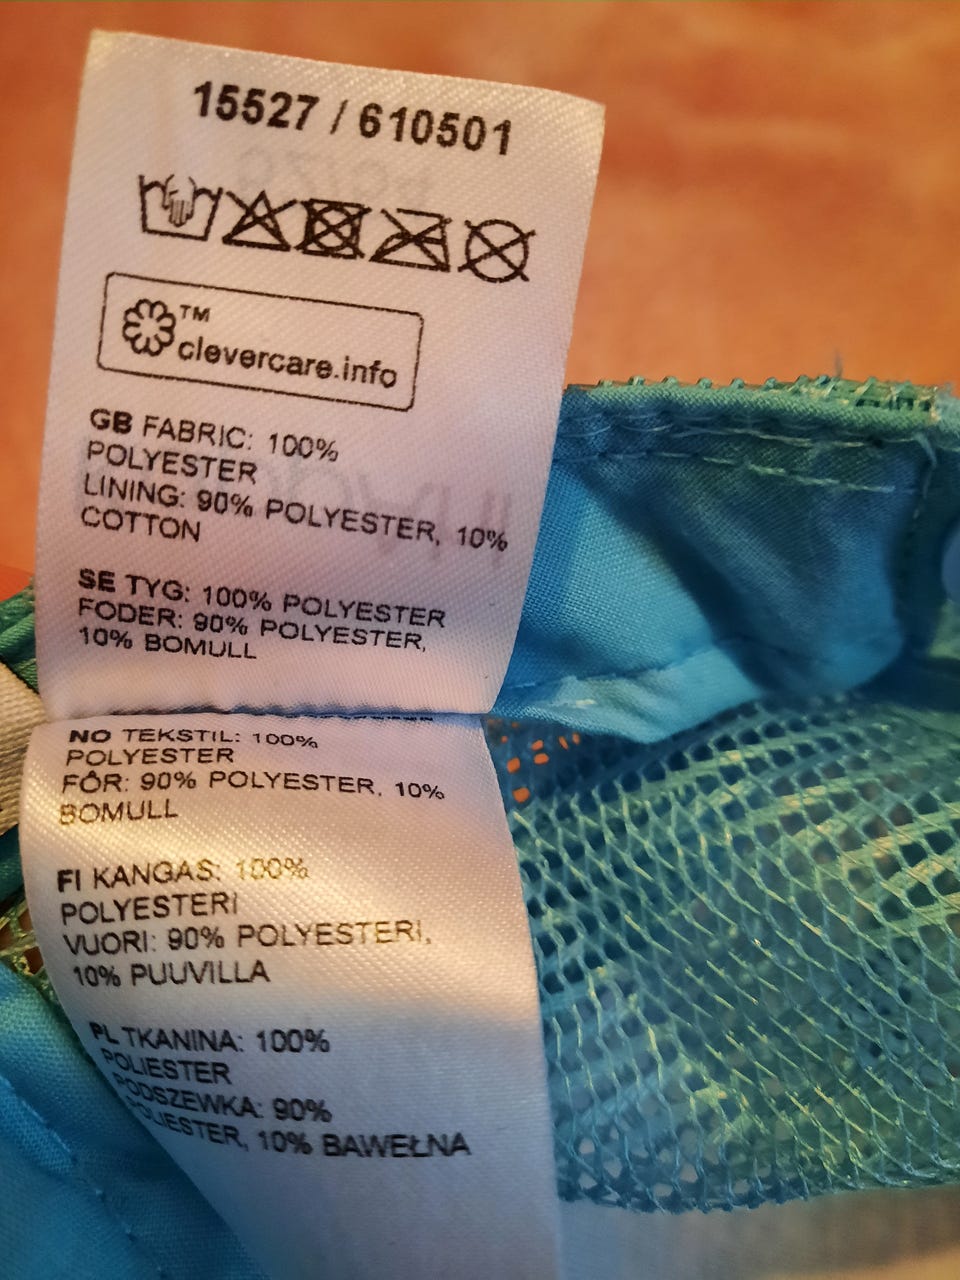 15527 / 610501
TM
clevercare.info
GB FABRIC: 100%
POLYESTER
LINING: 90% POLYESTER, 10%
COTTON
SE TYG: 100% POLYESTER
FODER: 90% POLYESTER,
10% BOMULL
NO TEKSTIL: 100%
POLYESTER
FÔR: 90% POLYESTER, 10%
BOMULL
FI KANGAS: 100%
POLYESTERI
VUORI: 90% POLYESTERI,
10% PUUVILLA
PL TKANINA: 100%
POLIESTER
PODSZEWKA: 90%
POLIESTER, 10% BAWEŁNA